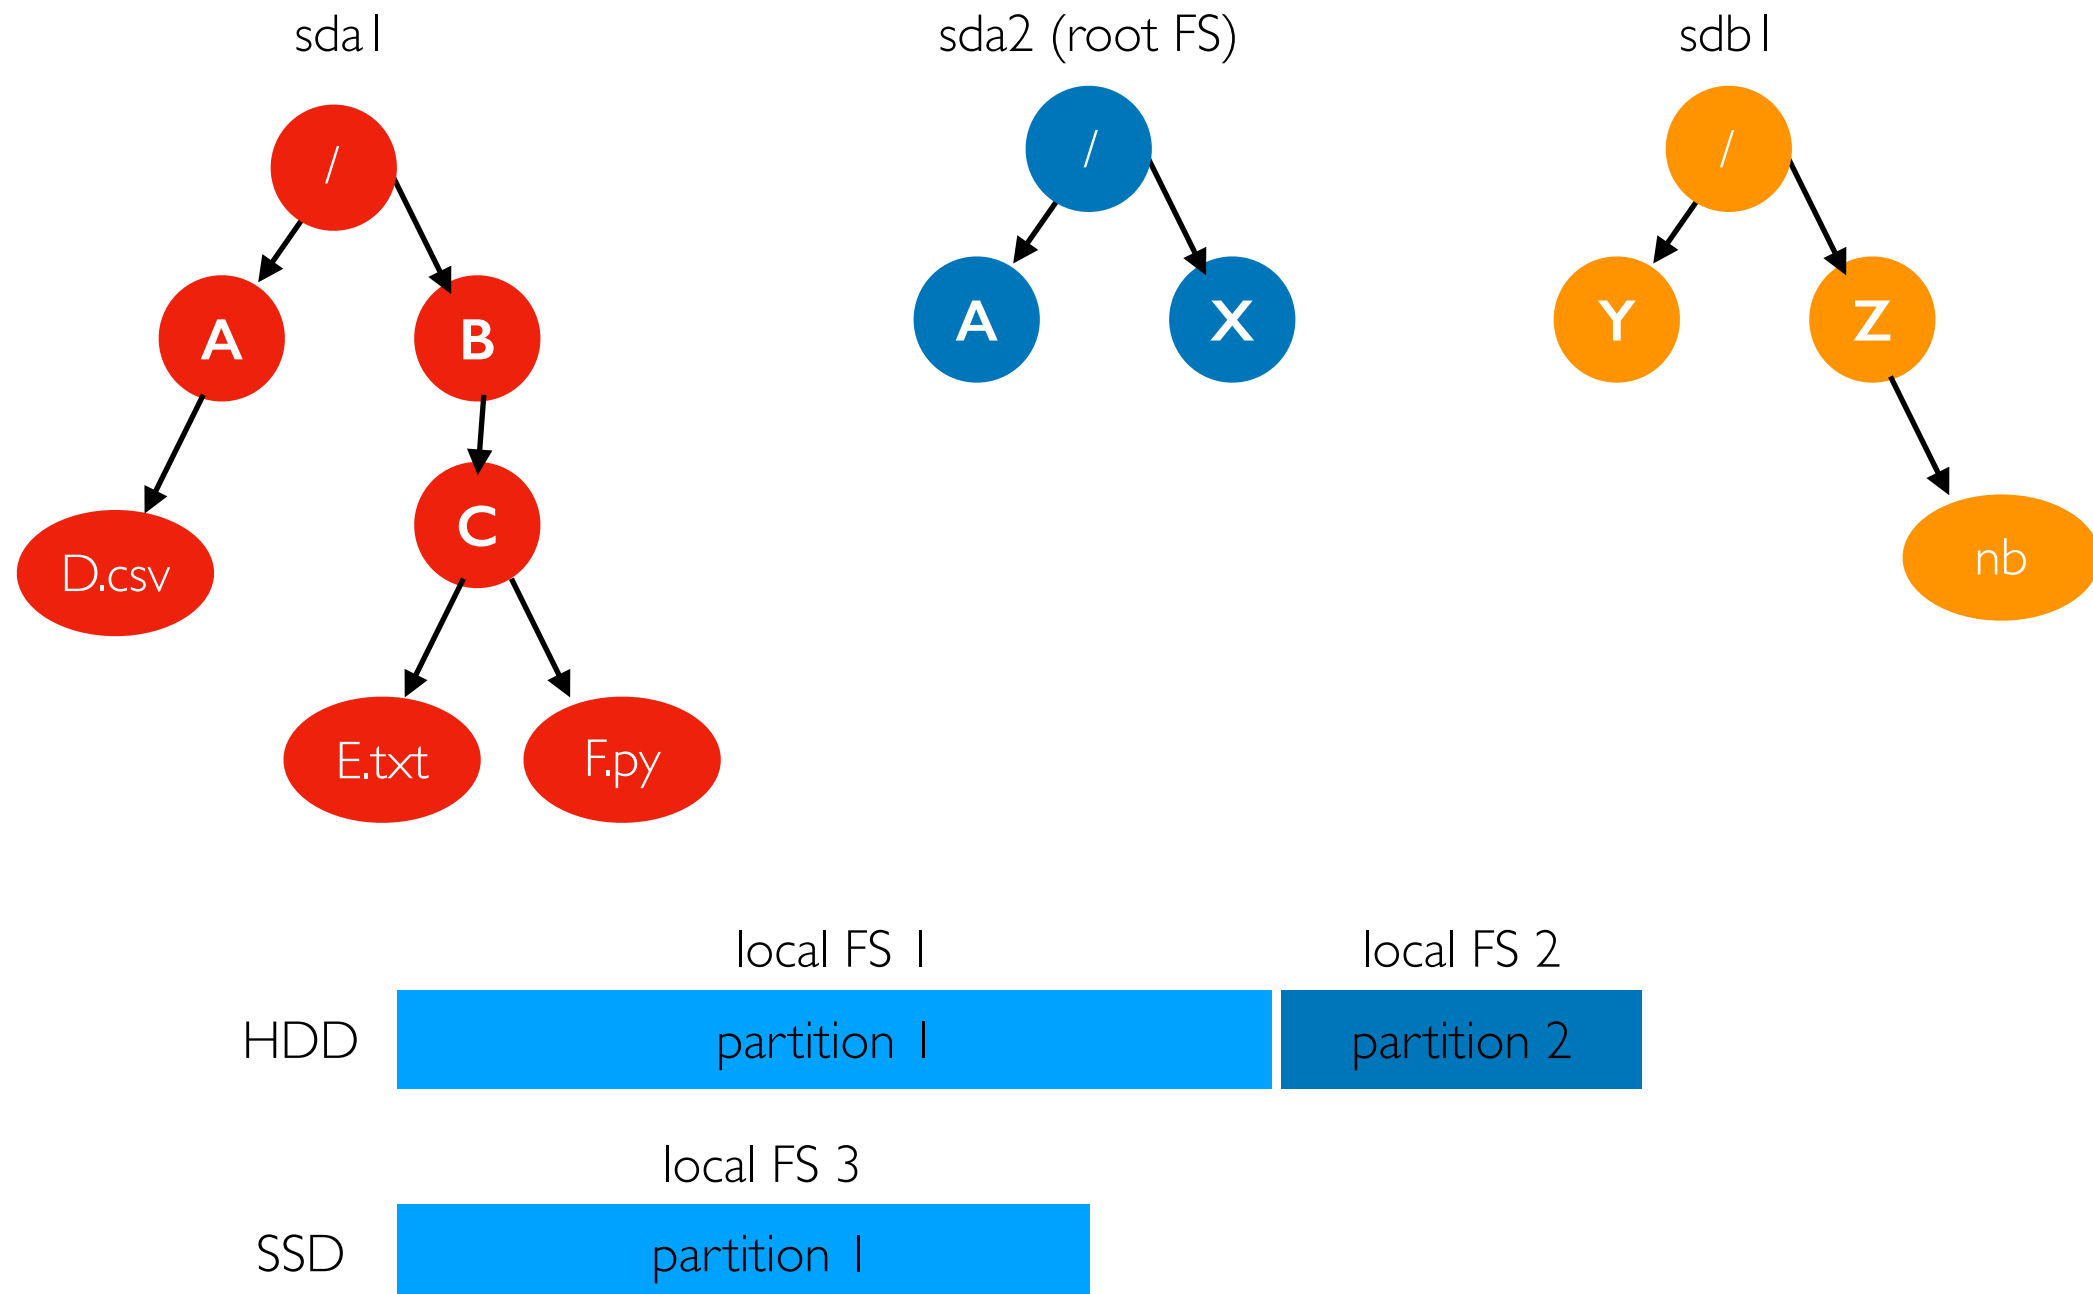 sda1
sda2 (root FS)
sdb1
/
/
/
A
B
A
X
Y
Z
C
D.csv
nb
E.txt
F.py
local FS 1
local FS 2
HDD
partition 1
partition 2
local FS 3
SSD
partition 1